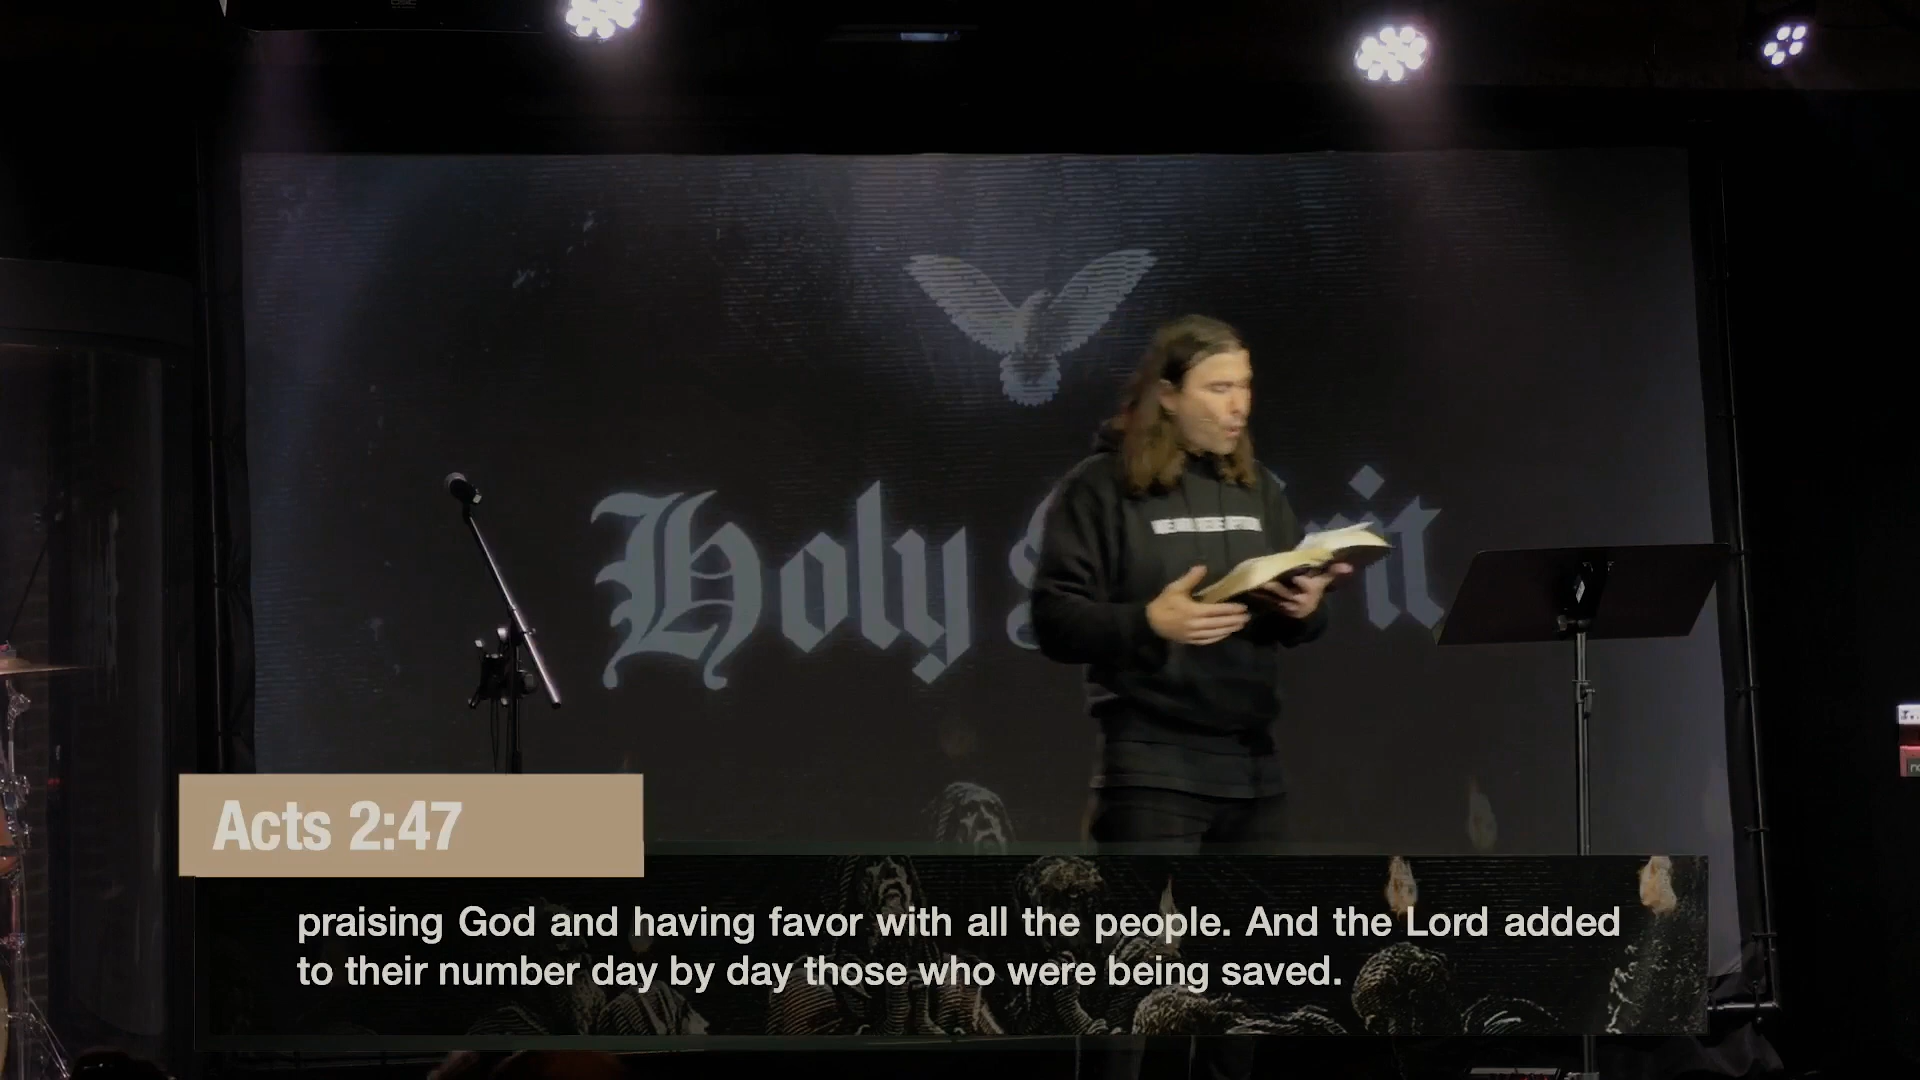 Holy
Acts 2:47
praising God and having favor with all the people. And the Lord added
to their number day by day those who were being saved.